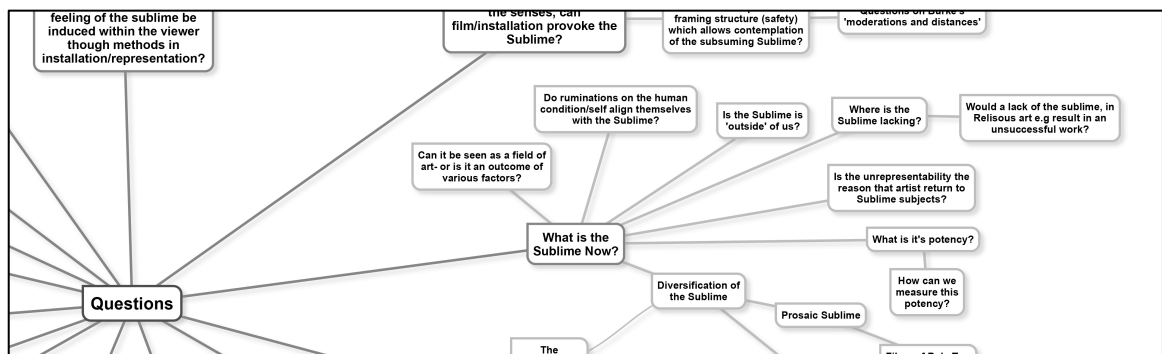 feeling of the sublime be
induced within the viewer
though methods in
installation/representation?
the senses, can
film/installation provoke the
Sublime?
framing structure (safety)
which allows contemplation
of the subsuming Sublime?
Questions on Burke's
'moderations and distances'
Do ruminations on the human
condition/self align themselves
with the Sublime?
Is the Sublime is
'outside' of us?
Where is the
Sublime lacking?
Would a lack of the sublime, in
Relisous art e.g result in an
unsuccessful work?
Can it be seen as a field of
art- or is it an outcome of
various factors?
Is the unrepresentability the
reason that artist return to
Sublime subjects?
What is the
Sublime Now?
What is it's potency?
How can we
measure this
potency?
Questions
Diversification of
the Sublime
Prosaic Sublime
The